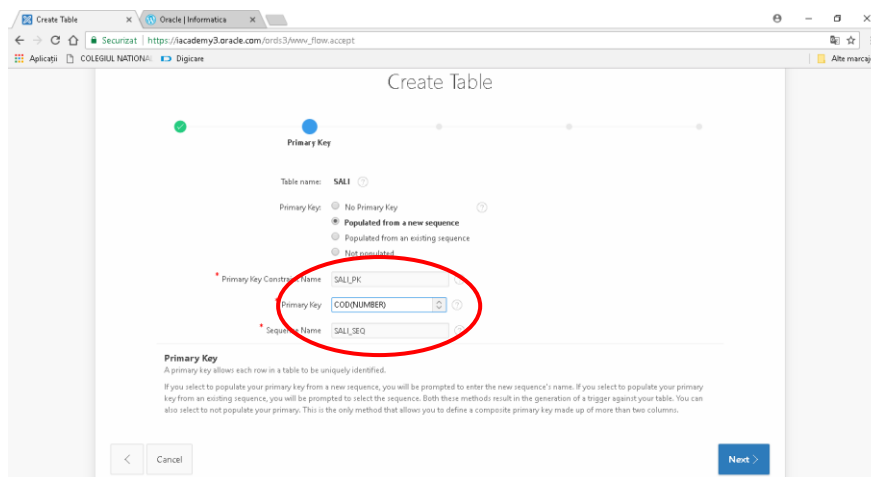 Create Table
Oracle | Informatica
Securizat | https://iacademy3.oracle.com/ords3/wwv_flow.accept
Aplicații COLEGIUL NATIONAL Digicare Alte marcaje
Create Table
Primary Key
Table name: SALI
Primary Key: No Primary Key
Populated from a new sequence
Populated from an existing sequence
Not populated
* Primary Key Constraint Name SALI_PK
* Primary Key COD(NUMBER)
* Sequence Name SALI_SEQ
Primary Key
A primary key allows each row in a table to be uniquely identified.
If you select to populate your primary key from a new sequence, you will be prompted to enter the new sequence's name. If you select to populate your primary
key from an existing sequence, you will be prompted to select the sequence. Both these methods result in the generation of a trigger against your table. You can
also select to not populate your primary. This is the only method that allows you to define a composite primary key made up of more than two columns.
Cancel
Next